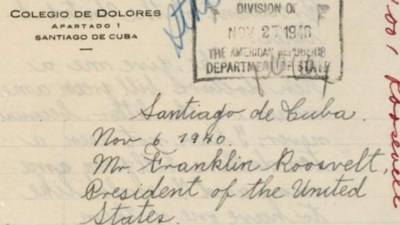 COLEGIO DE DOLORES
APARTADO 1
SANTIAGO DE CUBA
DIVISION OF
NOV 27 1940
THE AMERICAN REPUBLICS
DEPARTMENT OF STATE
Santiago de Cuba.
Nov 6 1940.
Mr Franklin Roosvelt,
President of the United
States.